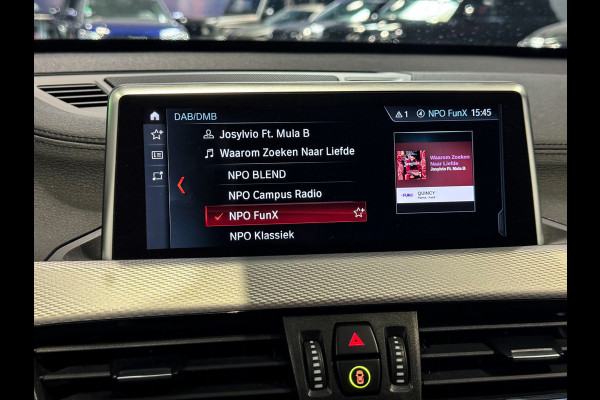 DAB/DMB
1 NPO FunX 15:45
Josylvio Ft. Mula B
Waarom Zoeken Naar Liefde
NPO BLEND
NPO Campus Radio
NPO FunX
NPO Klassiek
Waarom Zoeken
Naar Liefde
Josylvio Ft. Mula B
QUINCY